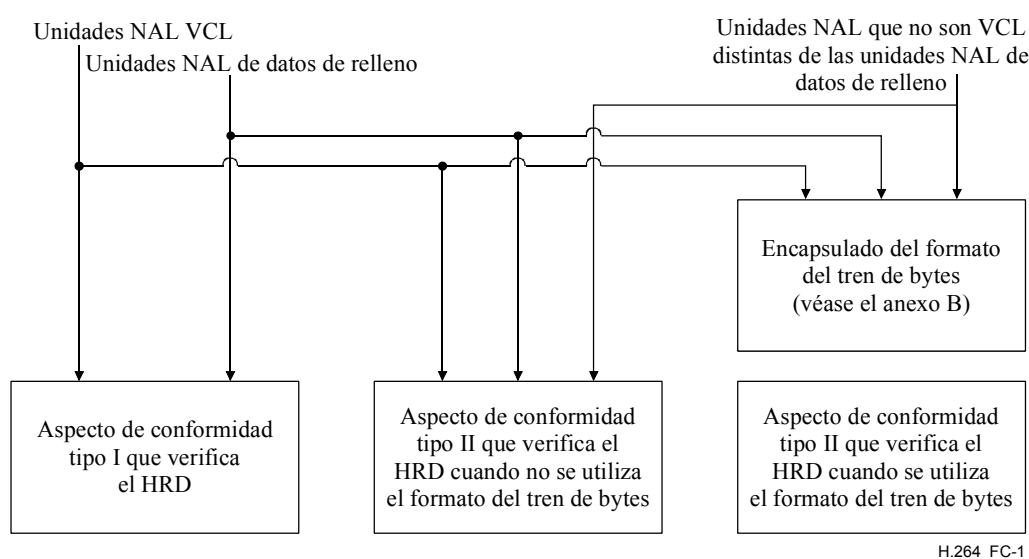 Unidades NAL VCL
Unidades NAL de datos de relleno
Unidades NAL que no son VCL
distintas de las unidades NAL de
datos de relleno
Encapsulado del formato
del tren de bytes
(véase el anexo B)
Aspecto de conformidad
tipo I que verifica
el HRD
Aspecto de conformidad
tipo II que verifica el
HRD cuando no se utiliza
el formato del tren de bytes
Aspecto de conformidad
tipo II que verifica el
HRD cuando se utiliza
el formato del tren de bytes
H.264_FC-1